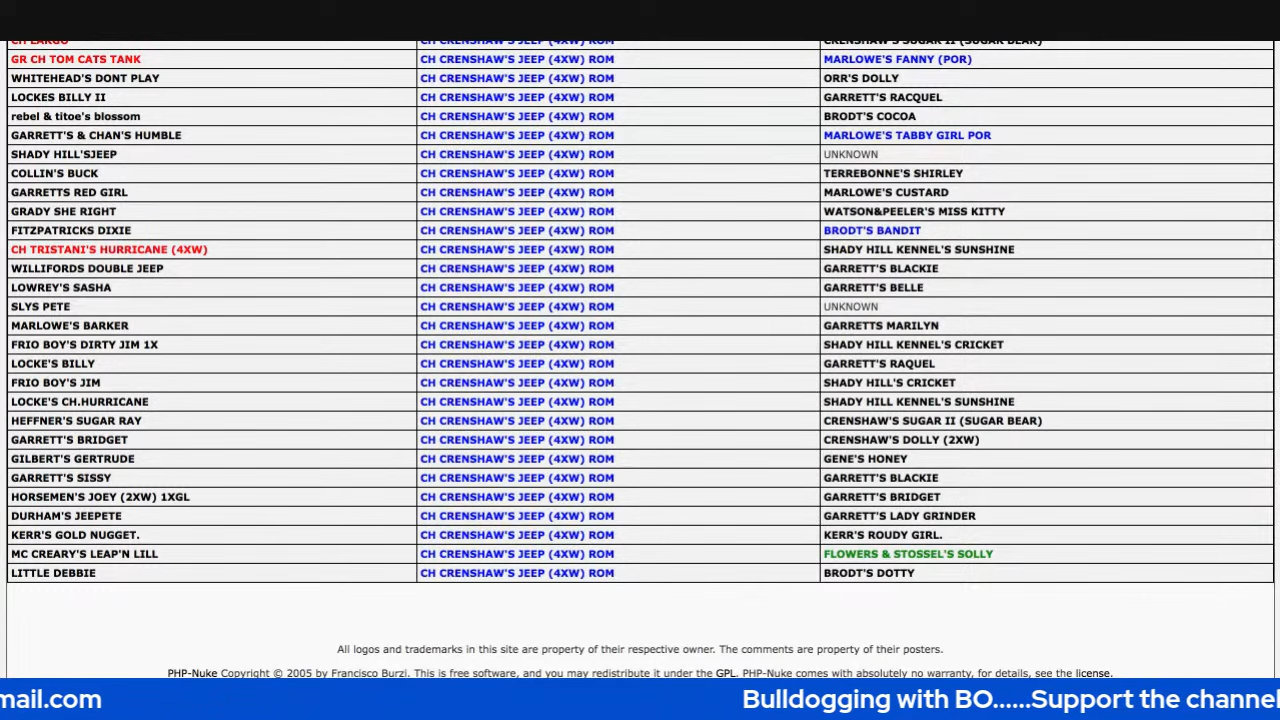 CH LARGO CH CRENSHAW'S JEEP (4XW) ROM CRENSHAW'S SUGAR II (SUGAR BEAR)
GR CH TOM CATS TANK CH CRENSHAW'S JEEP (4XW) ROM MARLOWE'S FANNY (POR)
WHITEHEAD'S DONT PLAY CH CRENSHAW'S JEEP (4XW) ROM ORR'S DOLLY
LOCKES BILLY II CH CRENSHAW'S JEEP (4XW) ROM GARRETT'S RACQUEL
rebel & titoe's blossom CH CRENSHAW'S JEEP (4XW) ROM BRODT'S COCOA
GARRETT'S & CHAN'S HUMBLE CH CRENSHAW'S JEEP (4XW) ROM MARLOWE'S TABBY GIRL POR
SHADY HILL'SJEEP CH CRENSHAW'S JEEP (4XW) ROM UNKNOWN
COLLIN'S BUCK CH CRENSHAW'S JEEP (4XW) ROM TERREBONNE'S SHIRLEY
GARRETTS RED GIRL CH CRENSHAW'S JEEP (4XW) ROM MARLOWE'S CUSTARD
GRADY SHE RIGHT CH CRENSHAW'S JEEP (4XW) ROM WATSON&PEELER'S MISS KITTY
FITZPATRICKS DIXIE CH CRENSHAW'S JEEP (4XW) ROM BRODT'S BANDIT
CH TRISTANI'S HURRICANE (4XW) CH CRENSHAW'S JEEP (4XW) ROM SHADY HILL KENNEL'S SUNSHINE
WILLIFORDS DOUBLE JEEP CH CRENSHAW'S JEEP (4XW) ROM GARRETT'S BLACKIE
LOWREY'S SASHA CH CRENSHAW'S JEEP (4XW) ROM GARRETT'S BELLE
SLYS PETE CH CRENSHAW'S JEEP (4XW) ROM UNKNOWN
MARLOWE'S BARKER CH CRENSHAW'S JEEP (4XW) ROM GARRETTS MARILYN
FRIO BOY'S DIRTY JIM 1X CH CRENSHAW'S JEEP (4XW) ROM SHADY HILL KENNEL'S CRICKET
LOCKE'S BILLY CH CRENSHAW'S JEEP (4XW) ROM GARRETT'S RAQUEL
FRIO BOY'S JIM CH CRENSHAW'S JEEP (4XW) ROM SHADY HILL'S CRICKET
LOCKE'S CH.HURRICANE CH CRENSHAW'S JEEP (4XW) ROM SHADY HILL KENNEL'S SUNSHINE
HEFFNER'S SUGAR RAY CH CRENSHAW'S JEEP (4XW) ROM CRENSHAW'S SUGAR II (SUGAR BEAR)
GARRETT'S BRIDGET CH CRENSHAW'S JEEP (4XW) ROM CRENSHAW'S DOLLY (2XW)
GILBERT'S GERTRUDE CH CRENSHAW'S JEEP (4XW) ROM GENE'S HONEY
GARRETT'S SISSY CH CRENSHAW'S JEEP (4XW) ROM GARRETT'S BLACKIE
HORSEMEN'S JOEY (2XW) 1XGL CH CRENSHAW'S JEEP (4XW) ROM GARRETT'S BRIDGET
DURHAM'S JEEPETE CH CRENSHAW'S JEEP (4XW) ROM GARRETT'S LADY GRINDER
KERR'S GOLD NUGGET. CH CRENSHAW'S JEEP (4XW) ROM KERR'S ROUDY GIRL.
MC CREARY'S LEAP'N LILL CH CRENSHAW'S JEEP (4XW) ROM FLOWERS & STOSSEL'S SOLLY
LITTLE DEBBIE CH CRENSHAW'S JEEP (4XW) ROM BRODT'S DOTTY
All logos and trademarks in this site are property of their respective owner. The comments are property of their posters.
PHP-Nuke Copyright © 2005 by Francisco Burzi. This is free software, and you may redistribute it under the GPL. PHP-Nuke comes with absolutely no warranty, for details, see the license.
mail.com Bulldogging with BO......Support the channel